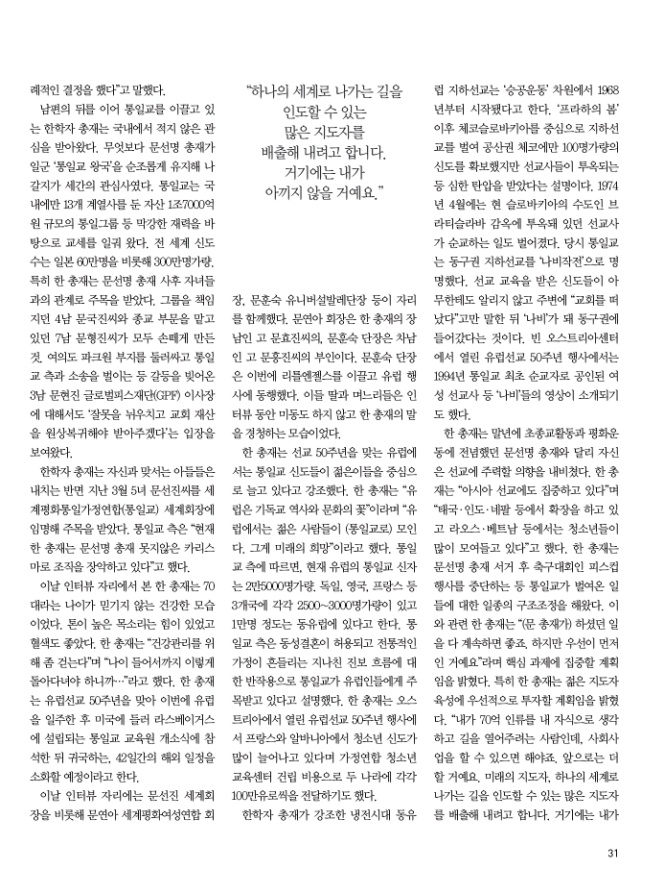 례적인 결정을 했다”고 말했다.
남편의 뒤를 이어 통일교를 이끌고 있
는 한학자 총재는 국내에서 적지 않은 관
심을 받아왔다. 무엇보다 문선명 총재가
일군 ‘통일교 왕국’을 순조롭게 유지해 나
갈지가 세간의 관심사였다. 통일교는 국
내에만 13개 계열사를 둔 자산 1조7000억
원 규모의 통일그룹 등 막강한 재력을 바
탕으로 교세를 일궈 왔다. 전 세계 신도
수는 일본 60만명을 비롯해 300만명가량.
특히 한 총재는 문선명 총재 사후 자녀들
과의 관계로 주목을 받았다. 그룹을 책임
지던 4남 문국진씨와 종교 부문을 맡고
있던 7남 문형진씨가 모두 손떼게 만든
것. 여의도 파크원 부지를 둘러싸고 통일
교 측과 소송을 벌이는 등 갈등을 빚어온
3남 문현진 글로벌피스재단(GPF) 이사장
에 대해서도 ‘잘못을 뉘우치고 교회 재산
을 원상복귀해야 받아주겠다’는 입장을
보여왔다.
한학자 총재는 자신과 맞서는 아들들은
내치는 반면 지난 3월 5녀 문선진씨를 세
계평화통일가정연합(통일교) 세계회장에
임명해 주목을 받았다. 통일교 측은 “현재
한 총재는 문선명 총재 못지않은 카리스
마로 조직을 장악하고 있다”고 했다.
이날 인터뷰 자리에서 본 한 총재는 70
대라는 나이가 믿기지 않는 건강한 모습
이었다. 톤이 높은 목소리는 힘이 있었고
혈색도 좋았다. 한 총재는 “건강관리를 위
해 좀 걷는다”며 “나이 들어서까지 이렇게
돌아다녀야 하니까…”라고 했다. 한 총재
는 유럽선교 50주년을 맞아 이번에 유럽
을 일주한 후 미국에 들러 라스베이거스
에 설립되는 통일교 교육원 개소식에 참
석한 뒤 귀국하는, 42일간의 해외 일정을
소화할 예정이라고 한다.
이날 인터뷰 자리에는 문선진 세계회
장을 비롯해 문연아 세계평화여성연합 회
“하나의 세계로 나가는 길을
인도할 수 있는
많은 지도자를
배출해 내려고 합니다.
거기에는 내가
아끼지 않을 거예요.”
장, 문훈숙 유니버설발레단장 등이 자리
를 함께했다. 문연아 회장은 한 총재의 장
남인 고 문효진씨의, 문훈숙 단장은 차남
인 고 문흥진씨의 부인이다. 문훈숙 단장
은 이번에 리틀엔젤스를 이끌고 유럽 행
사에 동행했다. 이들 딸과 며느리들은 인
터뷰 동안 미동도 하지 않고 한 총재의 말
을 경청하는 모습이었다.
한 총재는 선교 50주년을 맞는 유럽에
서는 통일교 신도들이 젊은이들을 중심으
로 늘고 있다고 강조했다. 한 총재는 “유
럽은 기독교 역사와 문화의 꽃”이라며 “유
럽에서는 젊은 사람들이 (통일교로) 모인
다. 그게 미래의 희망”이라고 했다. 통일
교 측에 따르면, 현재 유럽의 통일교 신자
는 2만5000명가량. 독일, 영국, 프랑스 등
3개국에 각각 2500~3000명가량이 있고
1만명 정도는 동유럽에 있다고 한다. 통
일교 측은 동성결혼이 허용되고 전통적인
가정이 흔들리는 지나친 진보 흐름에 대
한 반작용으로 통일교가 유럽인들에게 주
목받고 있다고 설명했다. 한 총재는 오스
트리아에서 열린 유럽선교 50주년 행사에
서 프랑스와 알바니아에서 청소년 신도가
많이 늘어나고 있다며 가정연합 청소년
교육센터 건립 비용으로 두 나라에 각각
100만유로씩을 전달하기도 했다.
한학자 총재가 강조한 냉전시대 동유
럽 지하선교는 ‘승공운동’ 차원에서 1968
년부터 시작됐다고 한다. ‘프라하의 봄’
이후 체코슬로바키아를 중심으로 지하선
교를 벌여 공산권 체코에만 100명가량의
신도를 확보했지만 선교사들이 투옥되는
등 심한 탄압을 받았다는 설명이다. 1974
년 4월에는 현 슬로바키아의 수도인 브
라티슬라바 감옥에 투옥돼 있던 선교사
가 순교하는 일도 벌어졌다. 당시 통일교
는 동구권 지하선교를 ‘나비작전’으로 명
명했다. 선교 교육을 받은 신도들이 아
무한테도 알리지 않고 주변에 “교회를 떠
났다”고만 말한 뒤 ‘나비’가 돼 동구권에
들어갔다는 것이다. 빈 오스트리아센터
에서 열린 유럽선교 50주년 행사에서는
1994년 통일교 최초 순교자로 공인된 여
성 선교사 등 ‘나비’들의 영상이 소개되기
도 했다.
한 총재는 말년에 초종교활동과 평화운
동에 전념했던 문선명 총재와 달리 자신
은 선교에 주력할 의향을 내비쳤다. 한 총
재는 “아시아 선교에도 집중하고 있다”며
“태국·인도·네팔 등에서 확장을 하고 있
고 라오스·베트남 등에서는 청소년들이
많이 모여들고 있다”고 했다. 한 총재는
문선명 총재 서거 후 축구대회인 피스컵
행사를 중단하는 등 통일교가 벌여온 일
들에 대한 일종의 구조조정을 해왔다. 이
와 관련 한 총재는 “(문 총재가) 하셨던 일
을 다 계속하면 좋죠. 하지만 우선이 먼저
인 거예요”라며 핵심 과제에 집중할 계획
임을 밝혔다. 특히 한 총재는 젊은 지도자
육성에 우선적으로 투자할 계획임을 밝혔
다. “내가 70억 인류를 내 자식으로 생각
하고 길을 열어주려는 사람인데, 사회사
업을 할 수 있으면 해야죠. 앞으로는 더
할 거예요. 미래의 지도자, 하나의 세계로
나가는 길을 인도할 수 있는 많은 지도자
를 배출해 내려고 합니다. 거기에는 내가
31